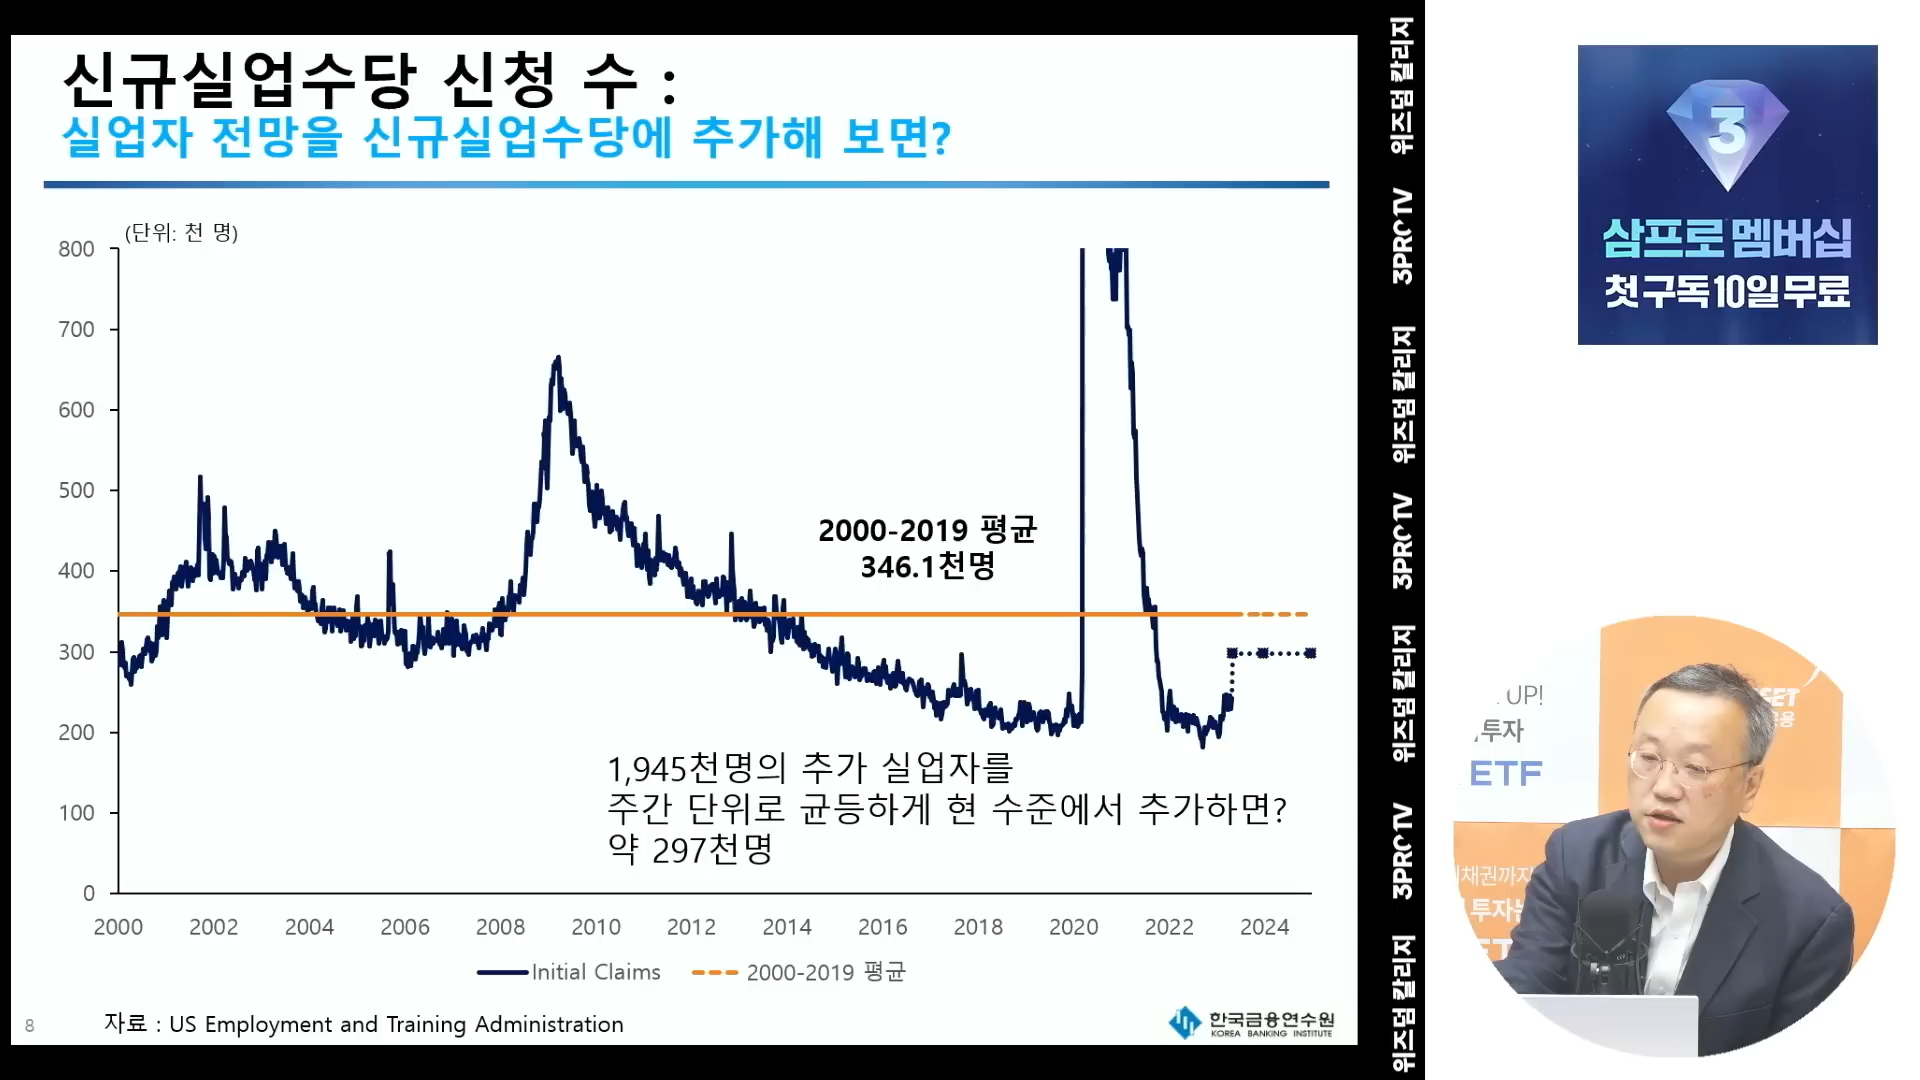 신규실업수당 신청 수 :
실업자 전망을 신규실업수당에 추가해 보면?
(단위: 천 명)
800
700
600
500
400
300
200
100
0
2000-2019 평균
346.1천명
1,945천명의 추가 실업자를
주간 단위로 균등하게 현 수준에서 추가하면?
약 297천명
2000 2002 2004 2006 2008 2010 2012 2014 2016 2018 2020 2022 2024
Initial Claims 2000-2019 평균
8
자료 : US Employment and Training Administration
한국금융연수원
KOREA BANKING INSTITUTE
위즈덤 칼리지
3PROTV
위즈덤 칼리지
3PROTV
위즈덤 칼리지
3PROTV
위즈덤 칼리지
3
삼프로 멤버십
첫 구독 10일 무료
UP!
투자
ETF
채권까지
투자는